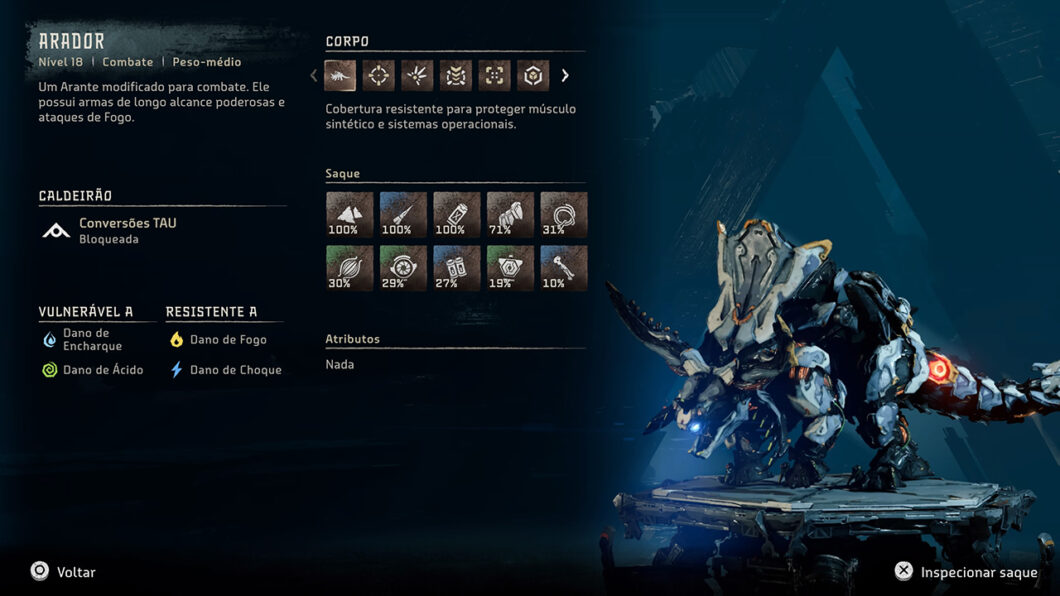 ARADOR
Nível 18 | Combate | Peso-médio
Um Arante modificado para combate. Ele
possui armas de longo alcance poderosas e
ataques de Fogo.
CALDEIRÃO
Conversões TAU
Bloqueada
VULNERÁVEL A
Dano de
Encharque
Dano de Ácido
RESISTENTE A
Dano de Fogo
Dano de Choque
CORPO
Cobertura resistente para proteger músculo
sintético e sistemas operacionais.
Saque
100% 100% 100% 71% 31%
30% 29% 27% 19% 10%
Atributos
Nada
Voltar
Inspecionar saque